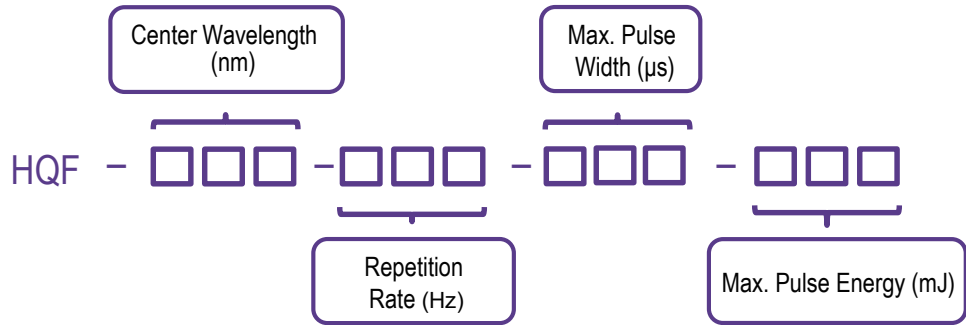 Center Wavelength
(nm)
Max. Pulse
Width (µs)
HQF - - - -
Repetition
Rate (Hz)
Max. Pulse Energy (mJ)